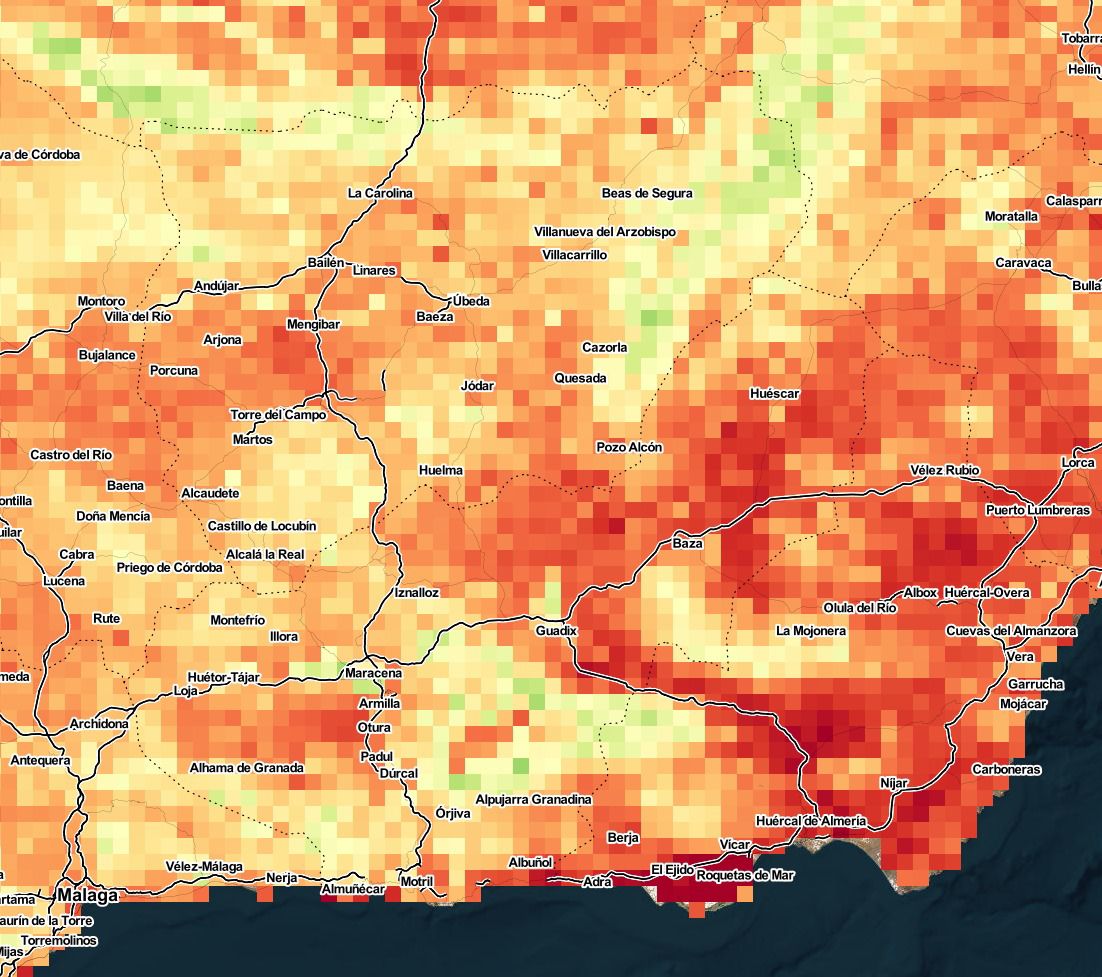 Tobarra
Hellín
va de Córdoba
La Carolina
Beas de Segura
Calasparr
Moratalla
Villanueva del Arzobispo
Villacarrillo
Bailén
Linares
Caravaca
Andújar
Bulla
Montoro
Úbeda
Villa del Río
Baeza
Mengibar
Arjona
Cazorla
Bujalance
Porcuna
Quesada
Jódar
Huéscar
Torre del Campo
Martos
Pozo Alcón
Castro del Río
Lorca
Huelma
Vélez Rubio
Baena
Alcaudete
ontilla
Puerto Lumbreras
Doña Mencía
Castillo de Locubín
uilar
Baza
Cabra
Alcalá la Real
Priego de Córdoba
Lucena
Iznalloz
Albox
Huércal-Overa
Olula del Río
Rute
Montefrío
Guadix
La Mojonera
Cuevas del Almanzora
Illora
Vera
Maracena
meda
Huétor-Tájar
Garrucha
Loja
Armilla
Mojácar
Archidona
Otura
Padul
Antequera
Alhama de Granada
Dúrcal
Carboneras
Níjar
Alpujarra Granadina
Órjiva
Huércal de Almería
Berja
Vícar
Albuñol
Vélez-Málaga
El Ejido
Roquetas de Mar
Nerja
Motril
Adra
Almuñécar
Málaga
artama
aurín de la Torre
Torremolinos
Mijas